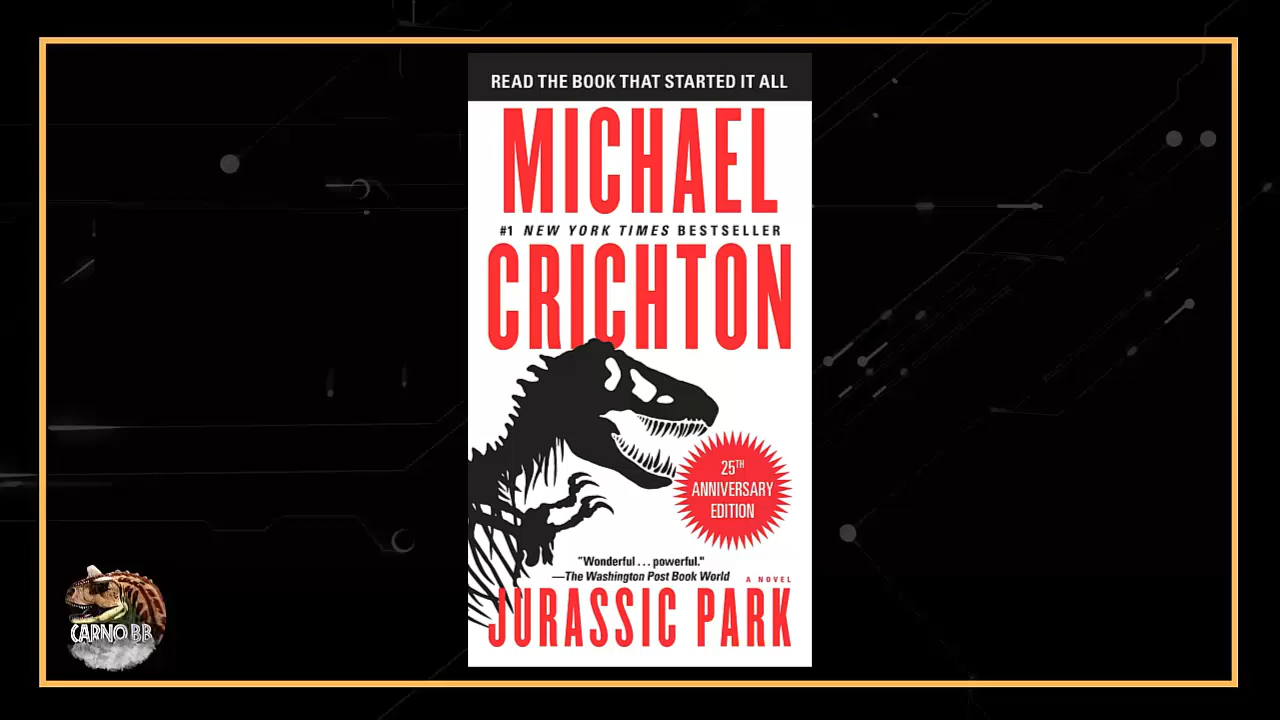 READ THE BOOK THAT STARTED IT ALL
MICHAEL
#1 NEW YORK TIMES BESTSELLER
CRICHTON
25TH
ANNIVERSARY
EDITION
"Wonderful . . . powerful."
—The Washington Post Book World
A NOVEL
JURASSIC PARK
CARNO BB